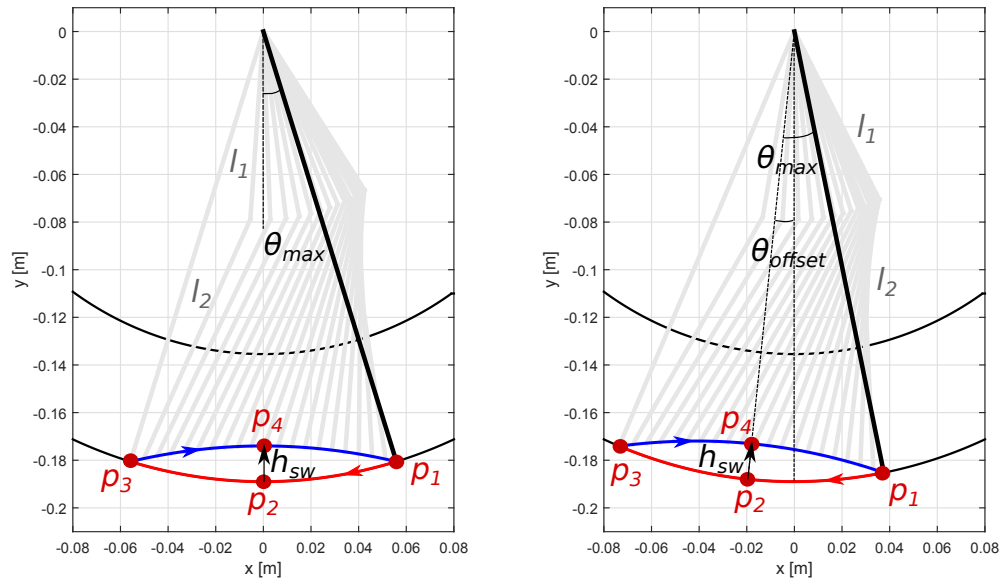 0
-0.02
-0.04
-0.06
-0.08
-0.1
-0.12
-0.14
-0.16
-0.18
-0.2
y [m]
-0.08 -0.06 -0.04 -0.02 0 0.02 0.04 0.06 0.08
x [m]
l1
θmax
l2
p4
hsw
p3
p1
p2
0
-0.02
-0.04
-0.06
-0.08
-0.1
-0.12
-0.14
-0.16
-0.18
-0.2
y [m]
-0.08 -0.06 -0.04 -0.02 0 0.02 0.04 0.06 0.08
x [m]
l1
θmax
θoffset
l2
p4
hsw
p3
p1
p2